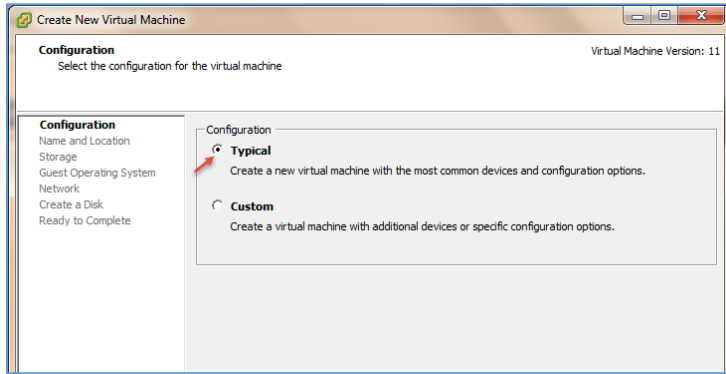 Create New Virtual Machine
Configuration
Select the configuration for the virtual machine
Virtual Machine Version: 11
Configuration
Name and Location
Storage
Guest Operating System
Network
Create a Disk
Ready to Complete
Configuration
Typical
Create a new virtual machine with the most common devices and configuration options.
Custom
Create a virtual machine with additional devices or specific configuration options.